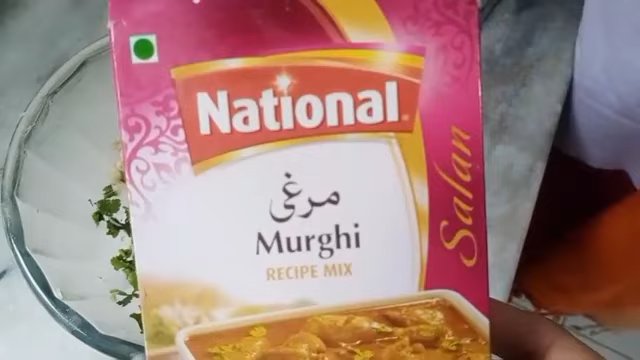 National
مرغی
Murghi
RECIPE MIX
Salan